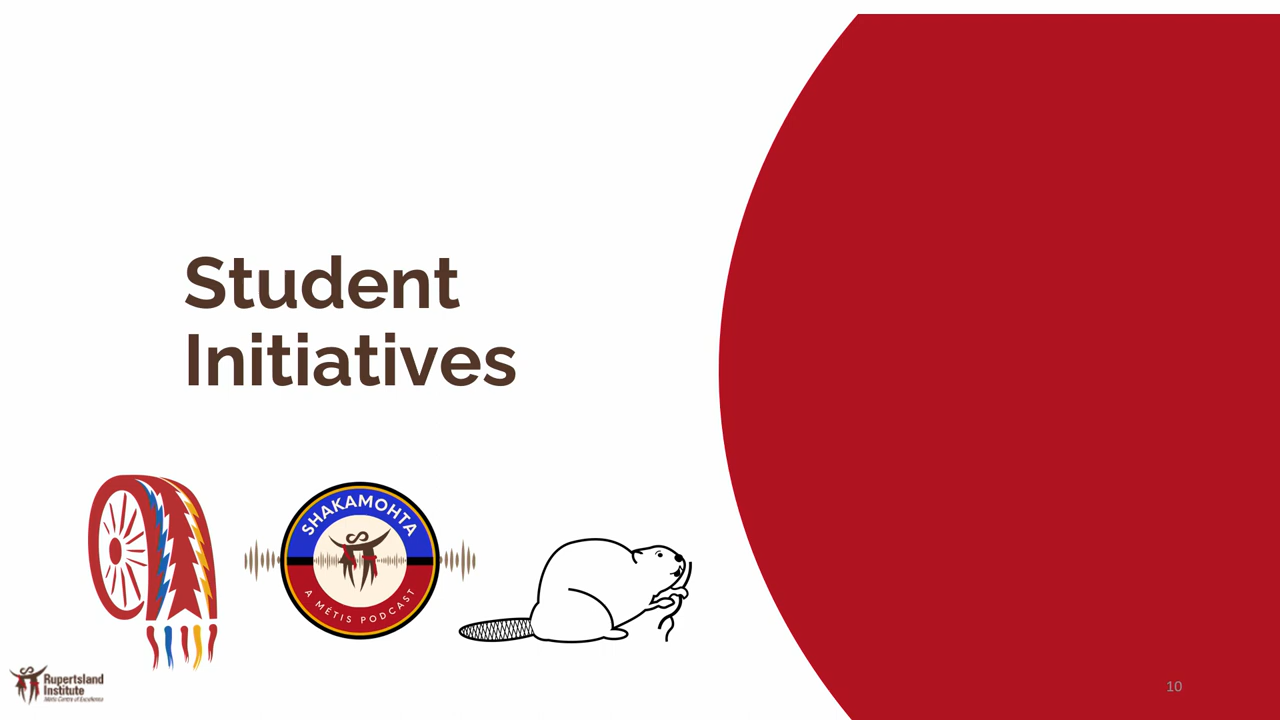 Student
Initiatives
SHAKAMOHTA
A MÉTIS PODCAST
Rupertsland
Institute
Métis Centre of Excellence
10